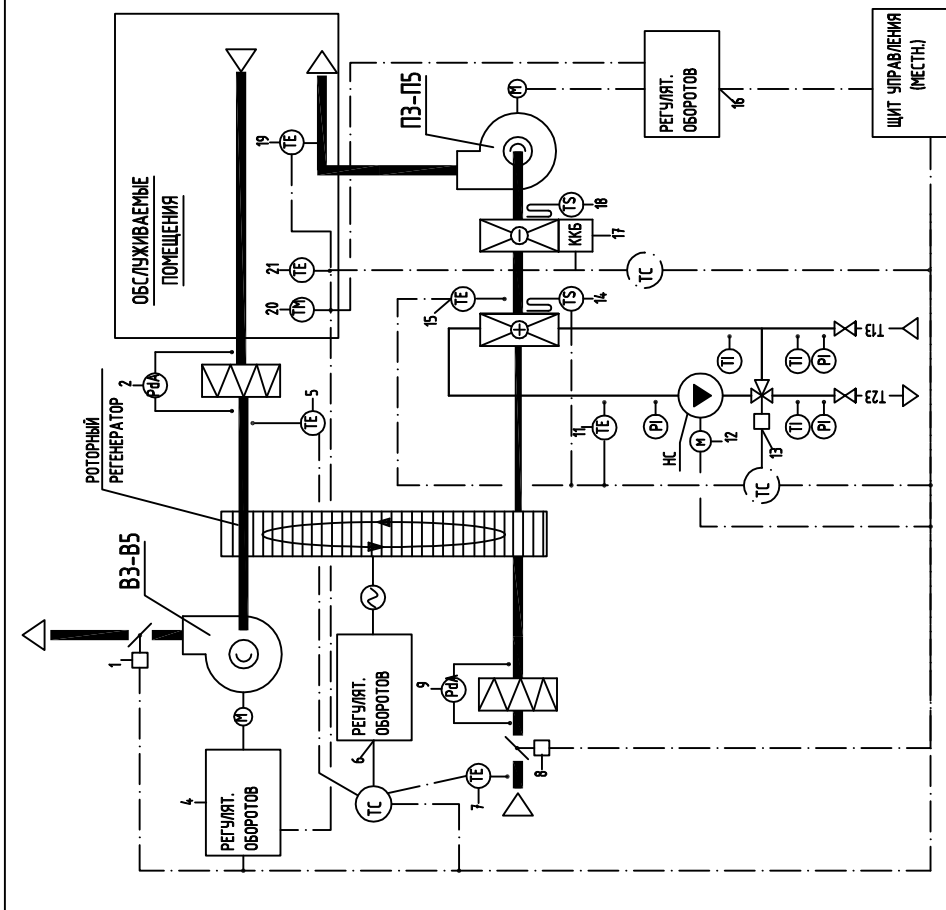 ОБСЛУЖИВАЕМЫЕ
ПОМЕЩЕНИЯ
19
TE
21
TE
20
TM
П3-П5
M
РЕГУЛЯТ.
ОБОРОТОВ
16
ЩИТ УПРАВЛЕНИЯ
(МЕСТН.)
TS
18
ККБ
17
TC
15
TE
TS
14
2
PdA
TE
5
РОТОРНЫЙ
РЕГЕНЕРАТОР
В3-В5
1
M
4
РЕГУЛЯТ.
ОБОРОТОВ
РЕГУЛЯТ.
ОБОРОТОВ
6
TC
TE
7
9
PdA
8
11
TE
PI
НС
M
12
13
TC
TI
TI
PI
TI
PI
T13
T23